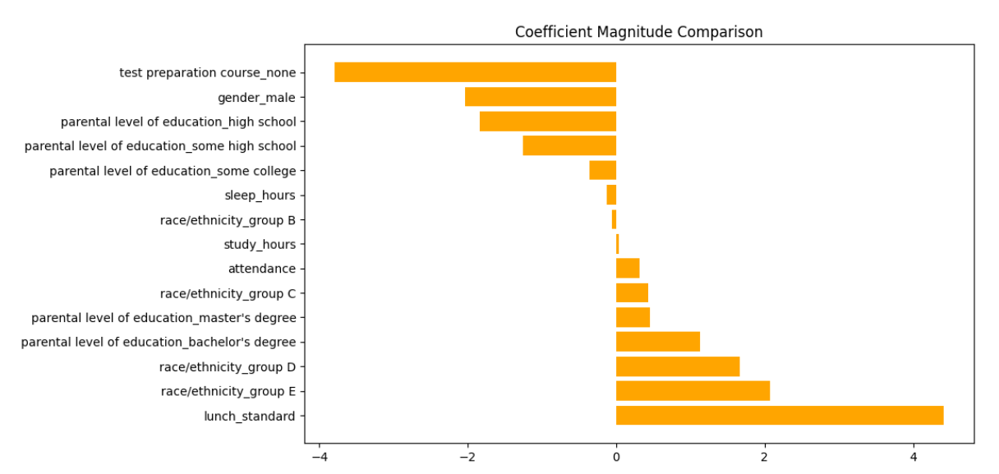 Coefficient Magnitude Comparison
test preparation course_none
gender_male
parental level of education_high school
parental level of education_some high school
parental level of education_some college
sleep_hours
race/ethnicity_group B
study_hours
attendance
race/ethnicity_group C
parental level of education_master's degree
parental level of education_bachelor's degree
race/ethnicity_group D
race/ethnicity_group E
lunch_standard
−4 −2 0 2 4